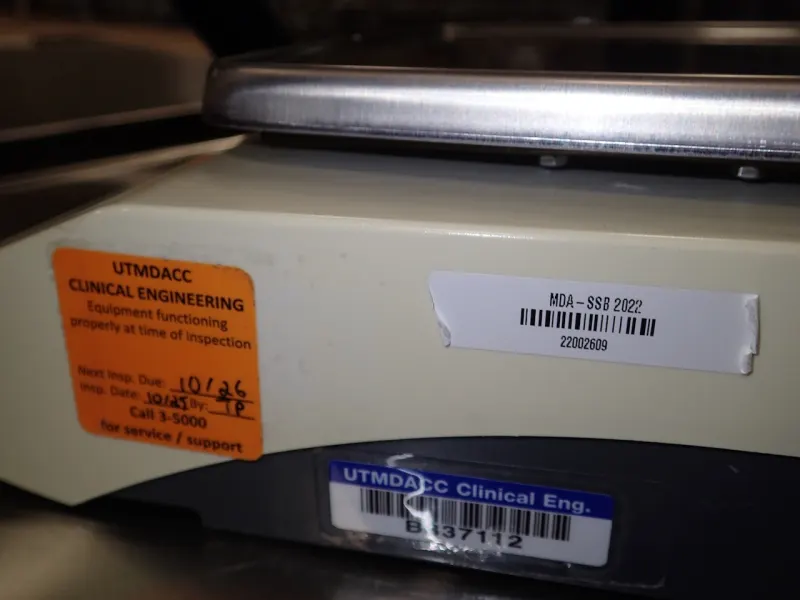 UTMDACC
CLINICAL ENGINEERING
Equipment functioning
properly at time of inspection
Next Insp. Due: 10/26
Insp. Date: 10/25 By: TP
Call 3-5000
for service / support
MDA-SSB 2022
22002609
UTMDACC Clinical Eng.
37112